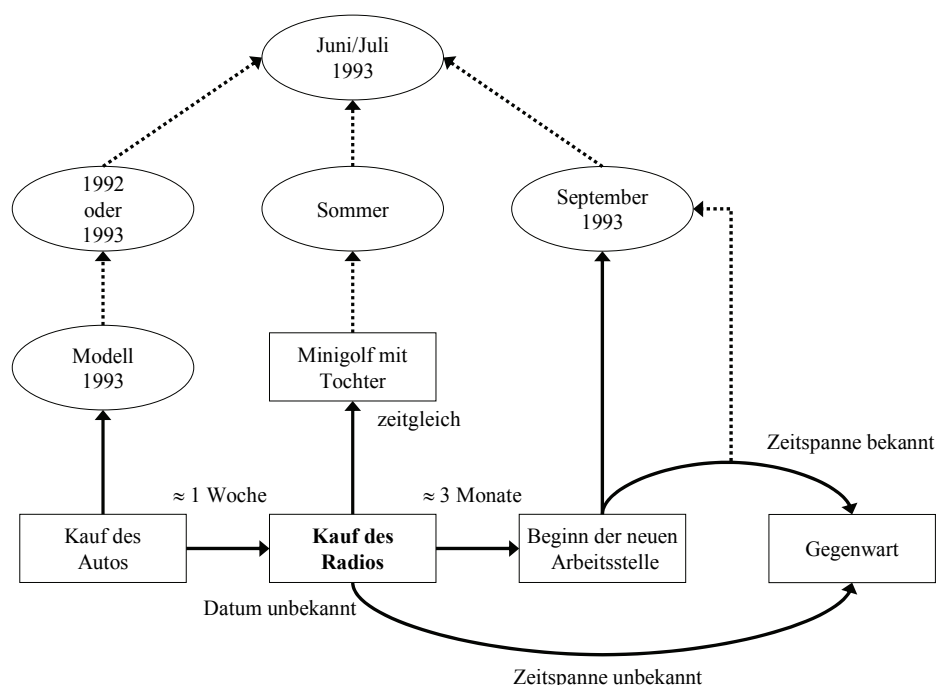 Juni/Juli
1993
1992
oder
1993
Sommer
September
1993
Modell
1993
Minigolf mit
Tochter
zeitgleich
Zeitspanne bekannt
≈ 1 Woche
≈ 3 Monate
Kauf des
Autos
Kauf des
Radios
Beginn der neuen
Arbeitsstelle
Gegenwart
Datum unbekannt
Zeitspanne unbekannt